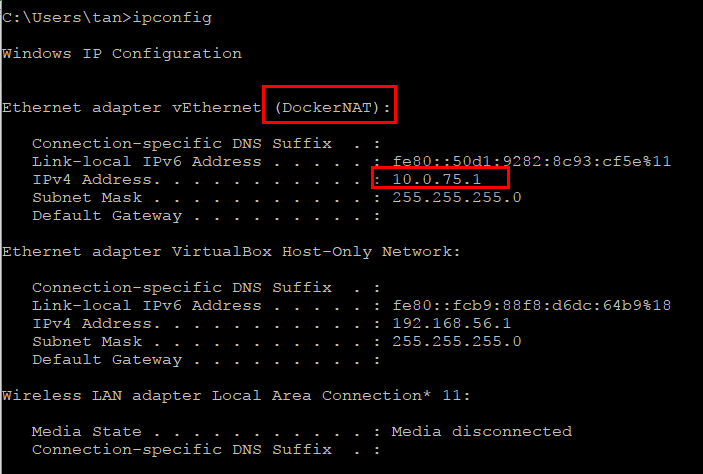 C:\Users\tan>ipconfig
Windows IP Configuration
Ethernet adapter vEthernet (DockerNAT):
Connection-specific DNS Suffix  . :
Link-local IPv6 Address . . . . . : fe80::50d1:9282:8c93:cf5e%11
IPv4 Address. . . . . . . . . . . : 10.0.75.1
Subnet Mask . . . . . . . . . . . : 255.255.255.0
Default Gateway . . . . . . . . . :
Ethernet adapter VirtualBox Host-Only Network:
Connection-specific DNS Suffix  . :
Link-local IPv6 Address . . . . . : fe80::fcb9:88f8:d6dc:64b9%18
IPv4 Address. . . . . . . . . . . : 192.168.56.1
Subnet Mask . . . . . . . . . . . : 255.255.255.0
Default Gateway . . . . . . . . . :
Wireless LAN adapter Local Area Connection* 11:
Media State . . . . . . . . . . . : Media disconnected
Connection-specific DNS Suffix  . :